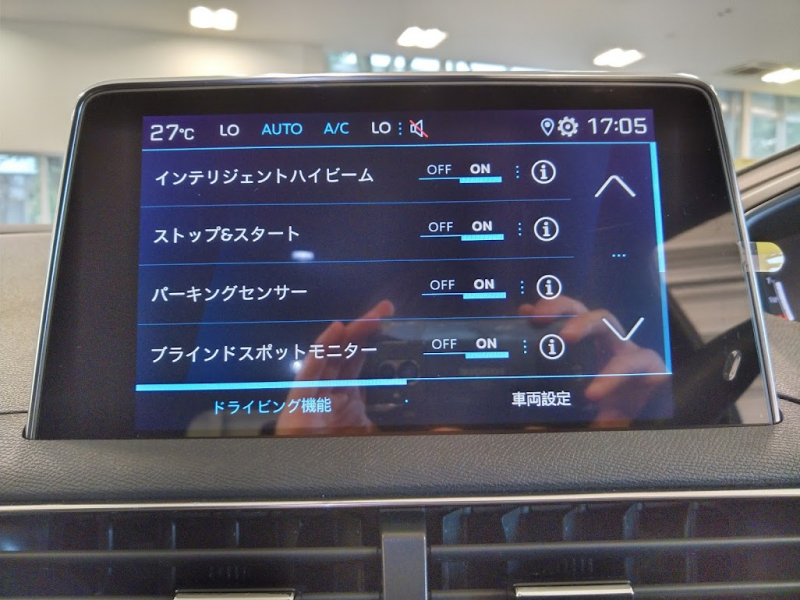 27℃ LO AUTO A/C LO 17:05
インテリジェントハイビーム OFF ON i
ストップ&スタート OFF ON i
パーキングセンサー OFF ON i
ブラインドスポットモニター OFF ON i
ドライビング機能 車両設定